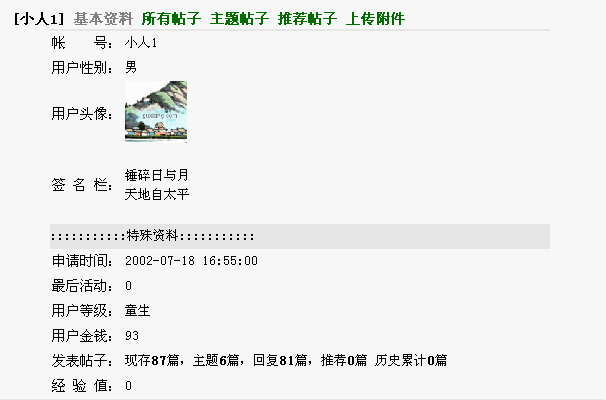 [小人1] 基本资料 所有帖子 主题帖子 推荐帖子 上传附件
帐 号: 小人1
用户性别: 男
用户头像:
签 名 栏: 锤碎日与月
天地自太平
:::::::::::特殊资料:::::::::::
申请时间: 2002-07-18 16:55:00
最后活动: 0
用户等级: 童生
用户金钱: 93
发表帖子: 现存87篇,主题6篇,回复81篇,推荐0篇 历史累计0篇
经 验 值: 0